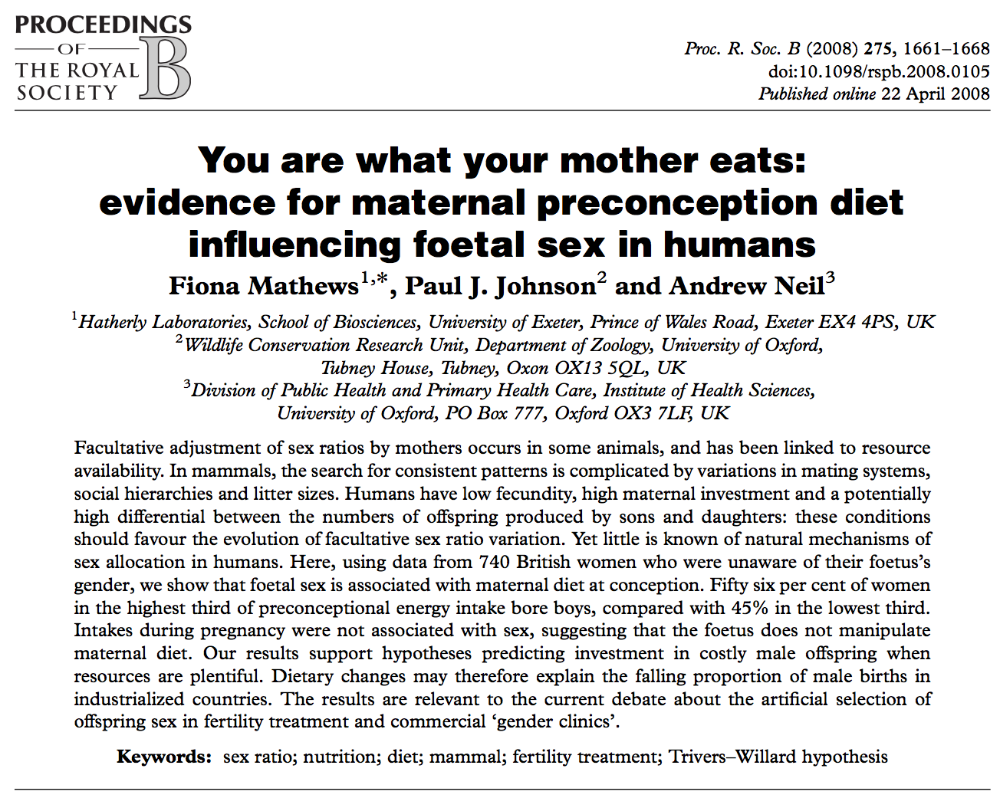 PROCEEDINGS
OF
THE ROYAL
SOCIETY
B
Proc. R. Soc. B (2008) 275, 1661–1668
doi:10.1098/rspb.2008.0105
Published online 22 April 2008
You are what your mother eats:
evidence for maternal preconception diet
influencing foetal sex in humans
Fiona Mathews1,*, Paul J. Johnson2 and Andrew Neil3
1Hatherly Laboratories, School of Biosciences, University of Exeter, Prince of Wales Road, Exeter EX4 4PS, UK
2Wildlife Conservation Research Unit, Department of Zoology, University of Oxford,
Tubney House, Tubney, Oxon OX13 5QL, UK
3Division of Public Health and Primary Health Care, Institute of Health Sciences,
University of Oxford, PO Box 777, Oxford OX3 7LF, UK
Facultative adjustment of sex ratios by mothers occurs in some animals, and has been linked to resource
availability. In mammals, the search for consistent patterns is complicated by variations in mating systems,
social hierarchies and litter sizes. Humans have low fecundity, high maternal investment and a potentially
high differential between the numbers of offspring produced by sons and daughters: these conditions
should favour the evolution of facultative sex ratio variation. Yet little is known of natural mechanisms of
sex allocation in humans. Here, using data from 740 British women who were unaware of their foetus's
gender, we show that foetal sex is associated with maternal diet at conception. Fifty six per cent of women
in the highest third of preconceptional energy intake bore boys, compared with 45% in the lowest third.
Intakes during pregnancy were not associated with sex, suggesting that the foetus does not manipulate
maternal diet. Our results support hypotheses predicting investment in costly male offspring when
resources are plentiful. Dietary changes may therefore explain the falling proportion of male births in
industrialized countries. The results are relevant to the current debate about the artificial selection of
offspring sex in fertility treatment and commercial 'gender clinics'.
Keywords: sex ratio; nutrition; diet; mammal; fertility treatment; Trivers–Willard hypothesis